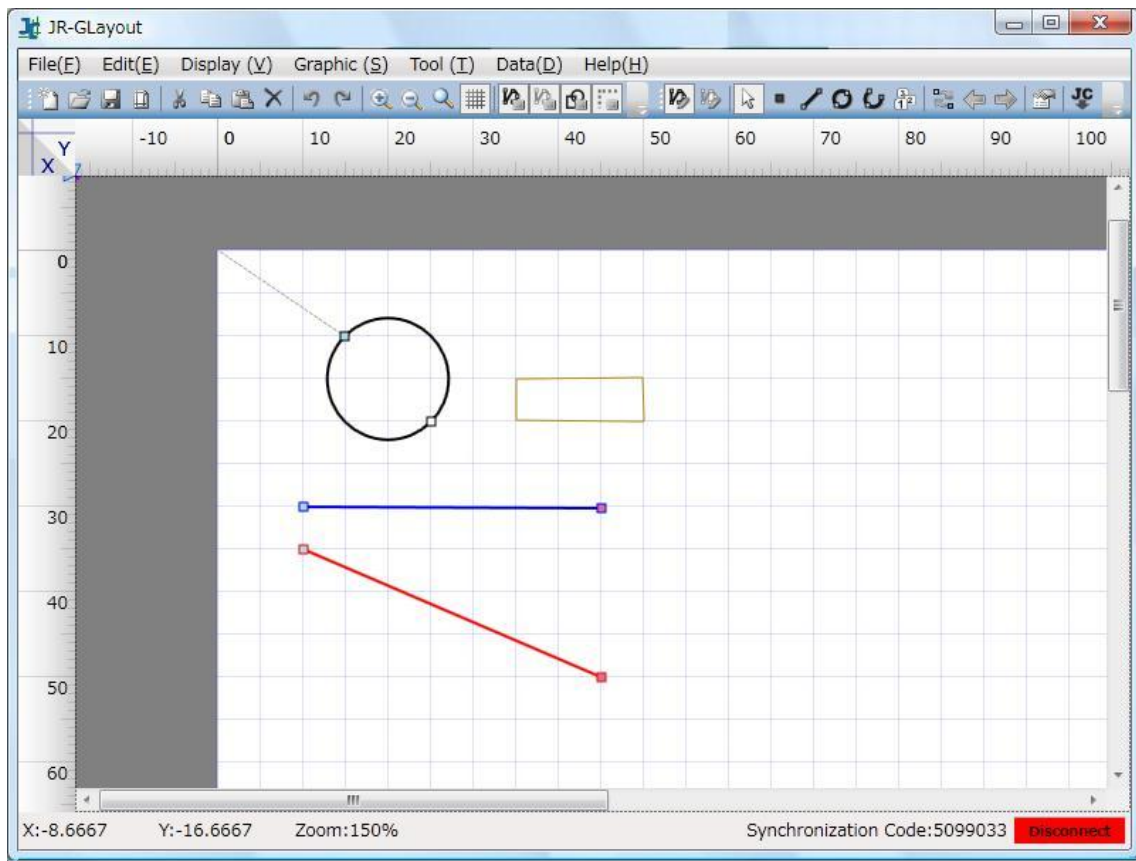 JR-GLayout
File(F) Edit(E) Display (V) Graphic (S) Tool (T) Data(D) Help(H)
JC
Y -10 0 10 20 30 40 50 60 70 80 90 100
X
0
10
20
30
40
50
60
X:-8.6667 Y:-16.6667 Zoom:150% Synchronization Code:5099033 Disconnect